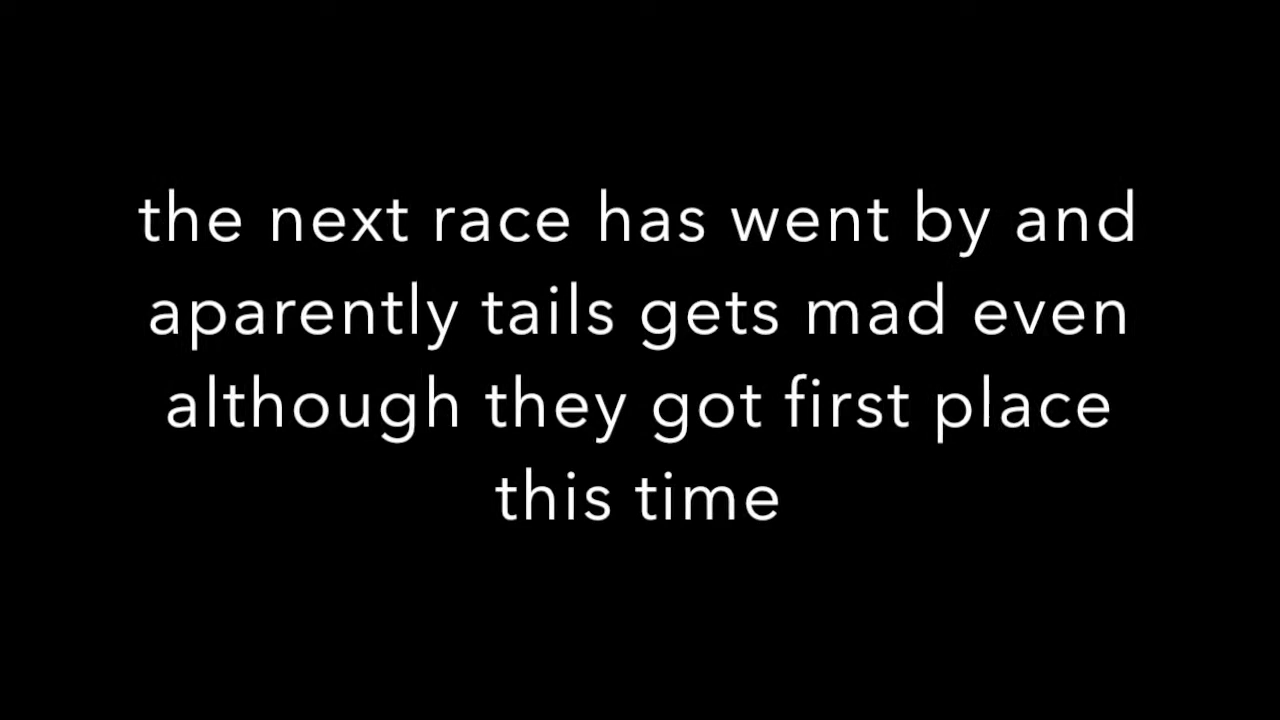 the next race has went by and
aparently tails gets mad even
although they got first place
this time